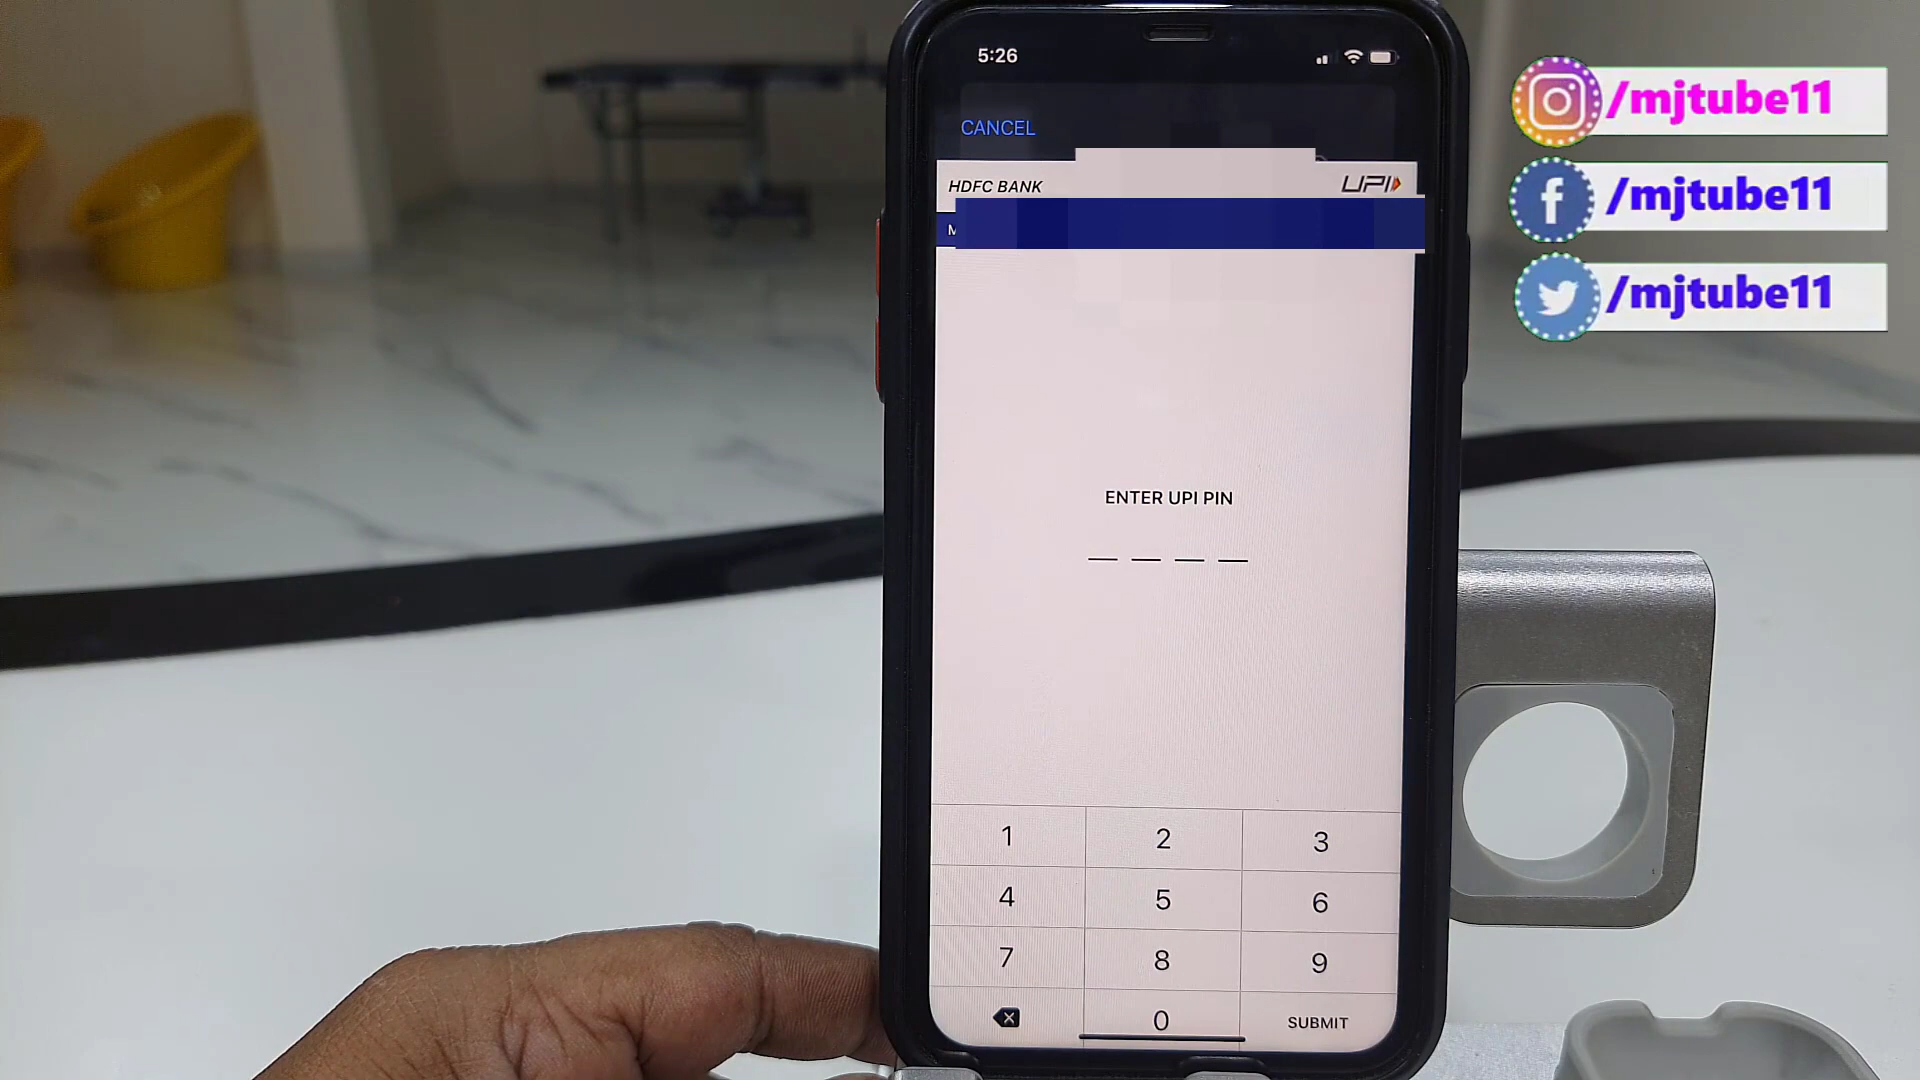 5:26
CANCEL
HDFC BANK
UPI
M
ENTER UPI PIN
1 2 3
4 5 6
7 8 9
0 SUBMIT
/mjtube11
/mjtube11
/mjtube11